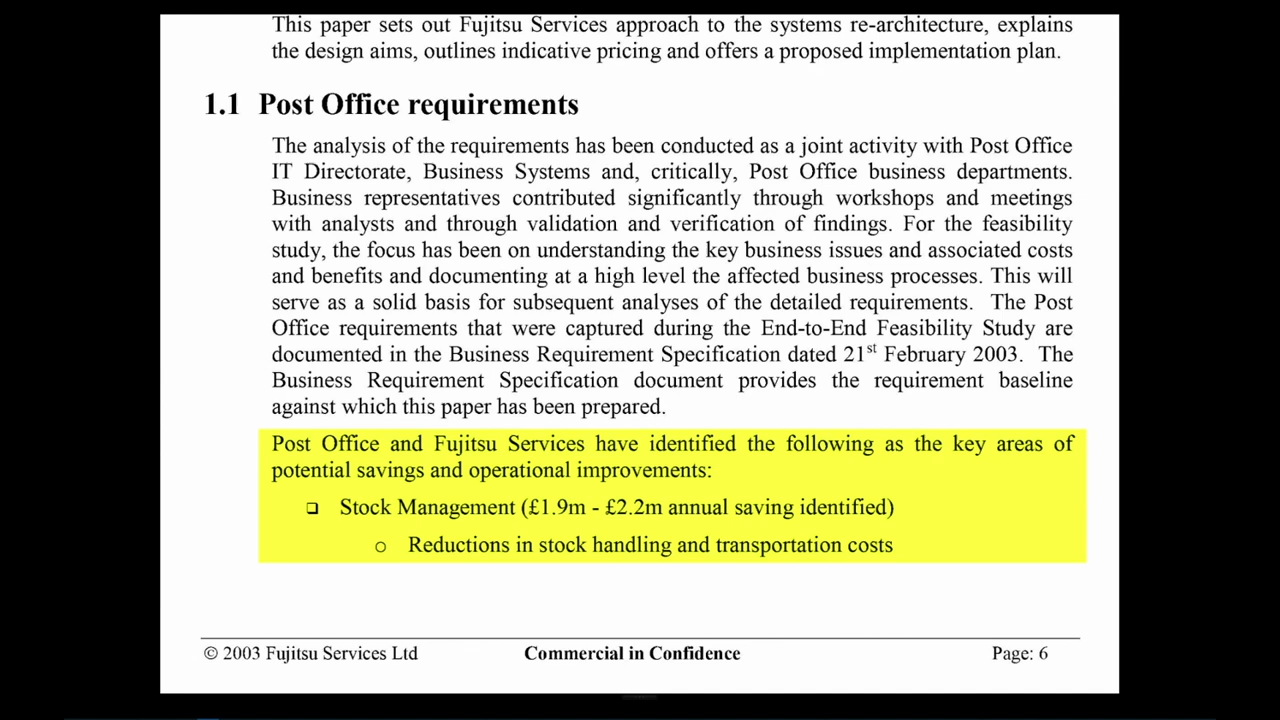 This paper sets out Fujitsu Services approach to the systems re-architecture, explains
the design aims, outlines indicative pricing and offers a proposed implementation plan.
1.1 Post Office requirements
The analysis of the requirements has been conducted as a joint activity with Post Office
IT Directorate, Business Systems and, critically, Post Office business departments.
Business representatives contributed significantly through workshops and meetings
with analysts and through validation and verification of findings. For the feasibility
study, the focus has been on understanding the key business issues and associated costs
and benefits and documenting at a high level the affected business processes. This will
serve as a solid basis for subsequent analyses of the detailed requirements. The Post
Office requirements that were captured during the End-to-End Feasibility Study are
documented in the Business Requirement Specification dated 21st February 2003. The
Business Requirement Specification document provides the requirement baseline
against which this paper has been prepared.
Post Office and Fujitsu Services have identified the following as the key areas of
potential savings and operational improvements:
❑ Stock Management (£1.9m - £2.2m annual saving identified)
○ Reductions in stock handling and transportation costs
© 2003 Fujitsu Services Ltd Commercial in Confidence Page: 6